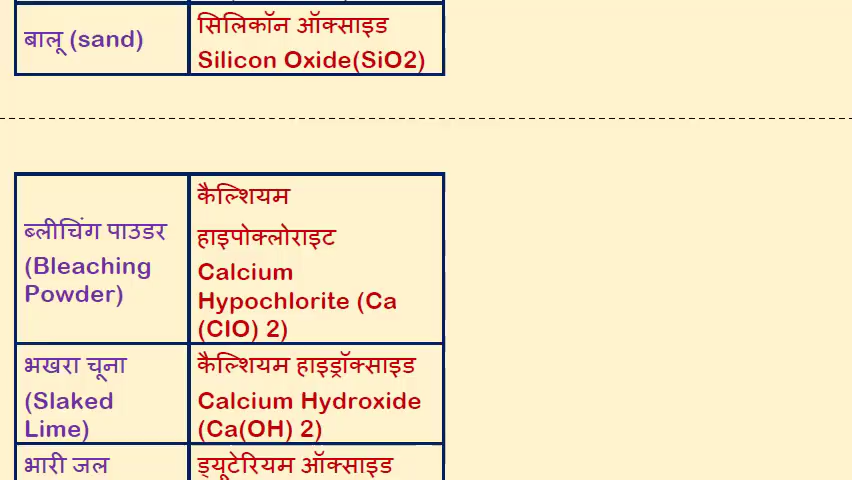 बालू (sand)
सिलिकॉन ऑक्साइड
Silicon Oxide(SiO2)
ब्लीचिंग पाउडर
(Bleaching
Powder)
कैल्शियम
हाइपोक्लोराइट
Calcium
Hypochlorite (Ca
(ClO) 2)
भखरा चूना
(Slaked
Lime)
कैल्शियम हाइड्रॉक्साइड
Calcium Hydroxide
(Ca(OH) 2)
भारी जल
ड्यूटेरियम ऑक्साइड